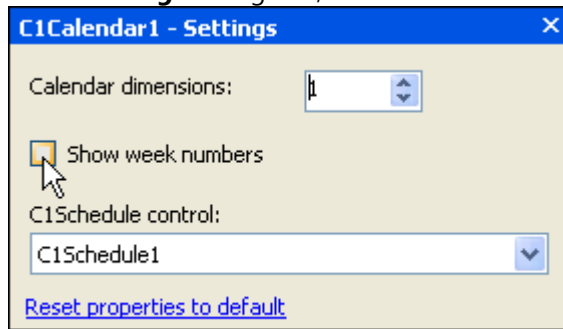 C1Calendar1 - Settings
Calendar dimensions: 1
Show week numbers
C1Schedule control:
C1Schedule1
Reset properties to default